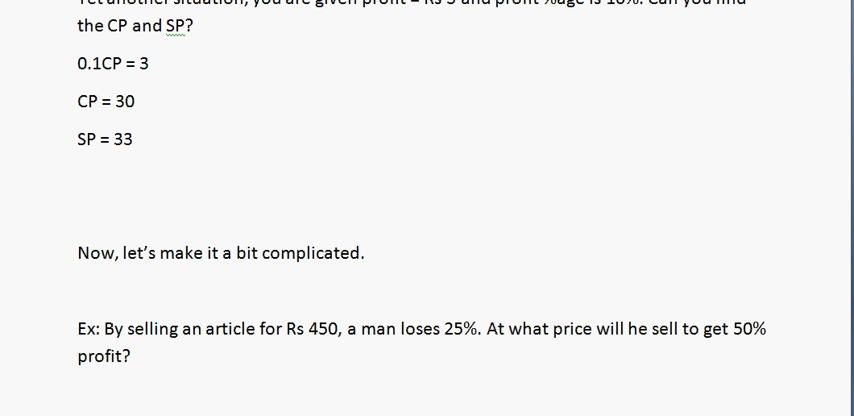 the CP and SP?
0.1CP = 3
CP = 30
SP = 33
Now, let’s make it a bit complicated.
Ex: By selling an article for Rs 450, a man loses 25%. At what price will he sell to get 50%
profit?